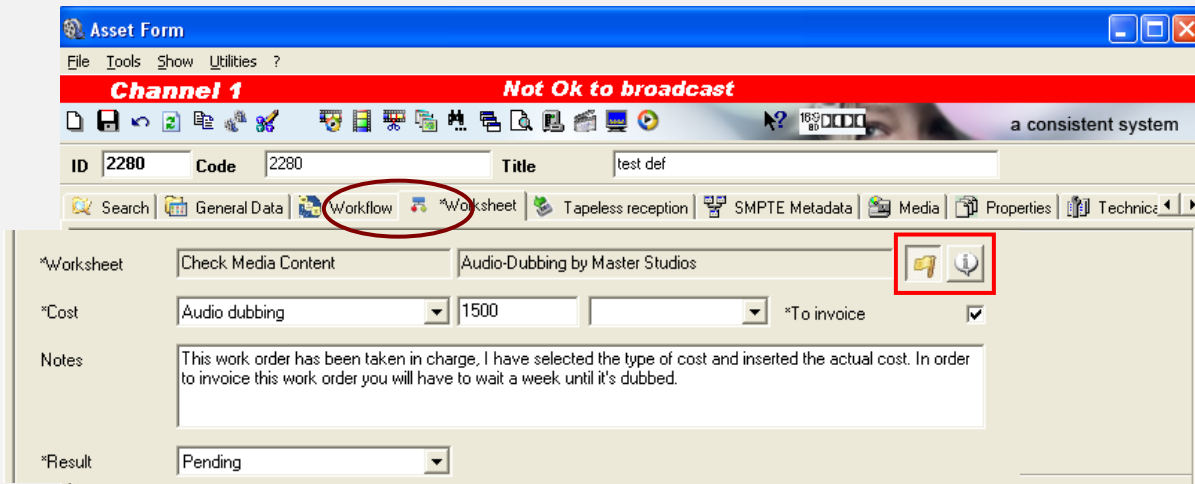 Asset Form
File Tools Show Utilities ?
Channel 1 Not Ok to broadcast
a consistent system
ID 2280 Code 2280 Title test def
Search General Data Workflow *Worksheet Tapeless reception SMPTE Metadata Media Properties Technica
*Worksheet Check Media Content Audio-Dubbing by Master Studios
*Cost Audio dubbing 1500 *To invoice
Notes This work order has been taken in charge, I have selected the type of cost and inserted the actual cost. In order
to invoice this work order you will have to wait a week until it's dubbed.
*Result Pending